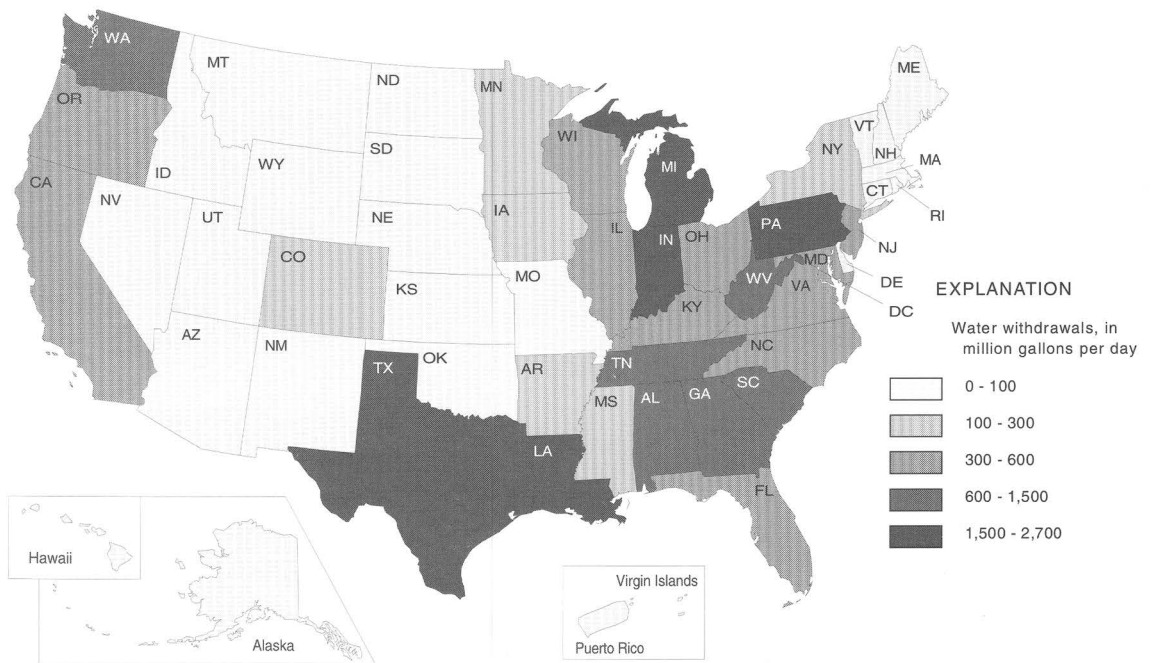 WA
MT
ND
MN
ME
OR
VT
WI
NY
NH
MA
SD
ID
WY
MI
CT
CA
NV
NE
IA
RI
UT
PA
IL
IN
OH
NJ
CO
MD
MO
WV
DE
KS
VA
KY
DC
AZ
NM
OK
NC
TX
AR
TN
SC
MS
AL
GA
LA
FL
EXPLANATION
Water withdrawals, in
million gallons per day
0 - 100
100 - 300
300 - 600
600 - 1,500
1,500 - 2,700
Hawaii
Alaska
Virgin Islands
Puerto Rico